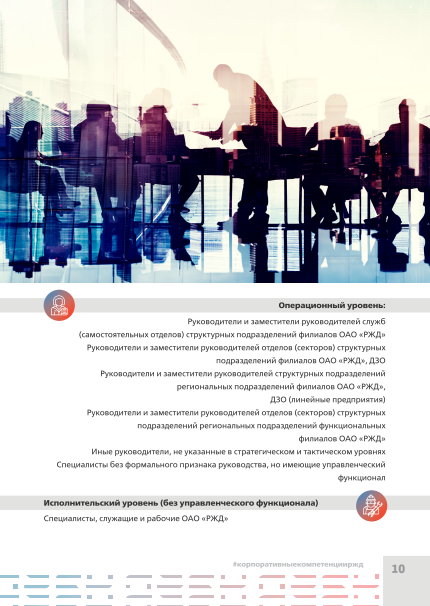 Операционный уровень:
Руководители и заместители руководителей служб
(самостоятельных отделов) структурных подразделений филиалов ОАО «РЖД»
Руководители и заместители руководителей отделов (секторов) структурных
подразделений филиалов ОАО «РЖД», ДЗО
Руководители и заместители руководителей структурных подразделений
региональных подразделений филиалов ОАО «РЖД»,
ДЗО (линейные предприятия)
Руководители и заместители руководителей отделов (секторов) структурных
подразделений региональных подразделений функциональных
филиалов ОАО «РЖД»
Иные руководители, не указанные в стратегическом и тактическом уровнях
Специалисты без формального признака руководства, но имеющие управленческий
функционал
Исполнительский уровень (без управленческого функционала)
Специалисты, служащие и рабочие ОАО «РЖД»
#корпоративныекомпетенцииржд
10